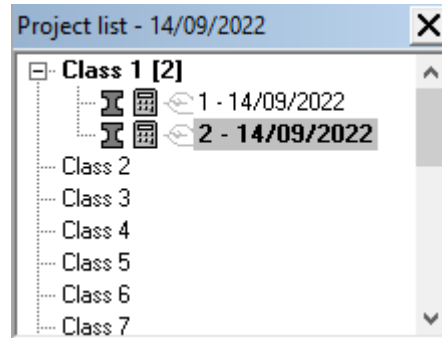 Project list - 14/09/2022
Class 1 [2]
1 - 14/09/2022
2 - 14/09/2022
Class 2
Class 3
Class 4
Class 5
Class 6
Class 7